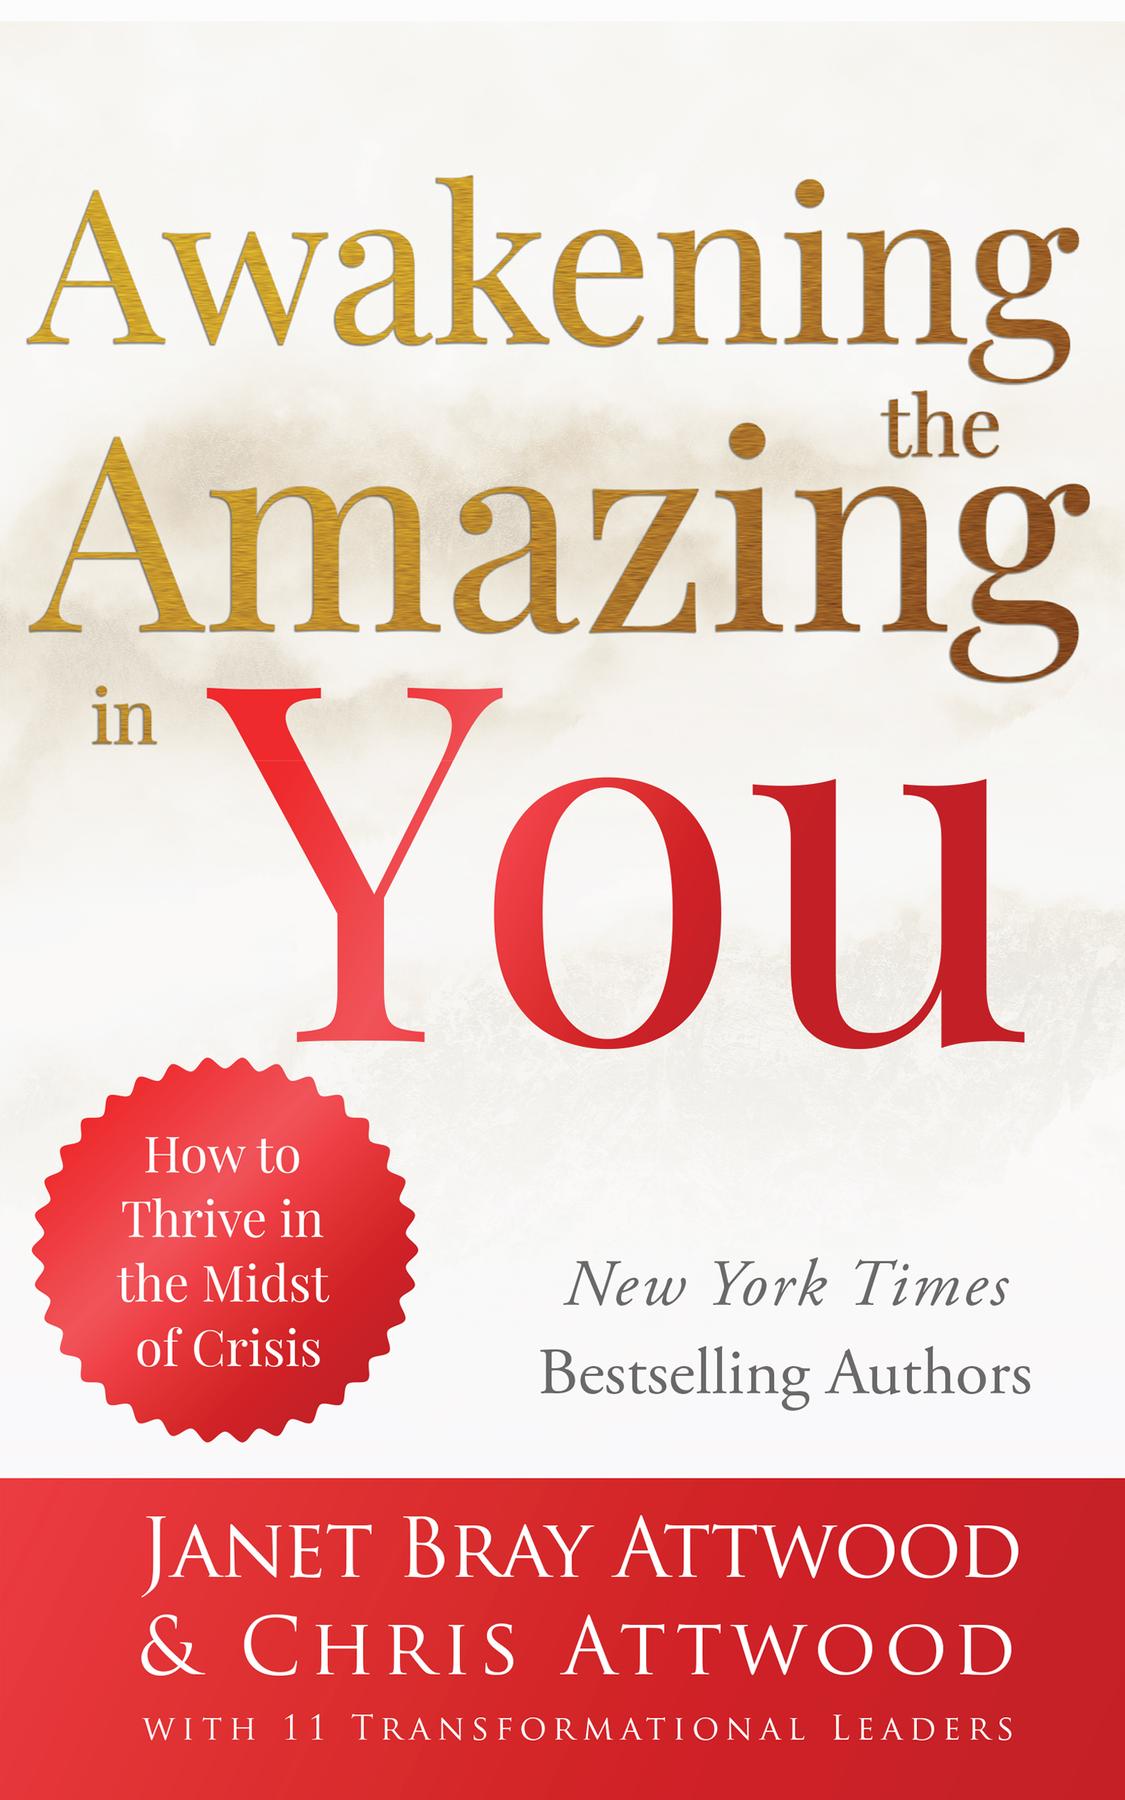 Awakening
the
Amazing
in You
How to
Thrive in
the Midst
of Crisis
New York Times
Bestselling Authors
JANET BRAY ATTWOOD
& CHRIS ATTWOOD
WITH 11 TRANSFORMATIONAL LEADERS